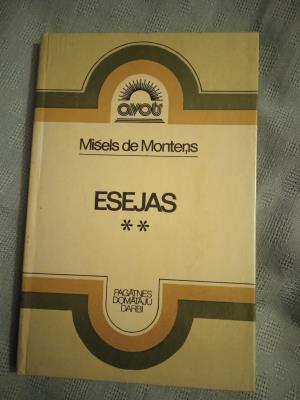 avots
Mišels de Monteņs
ESEJAS
**
PAGĀTNES
DOMĀTĀJU
DARBI